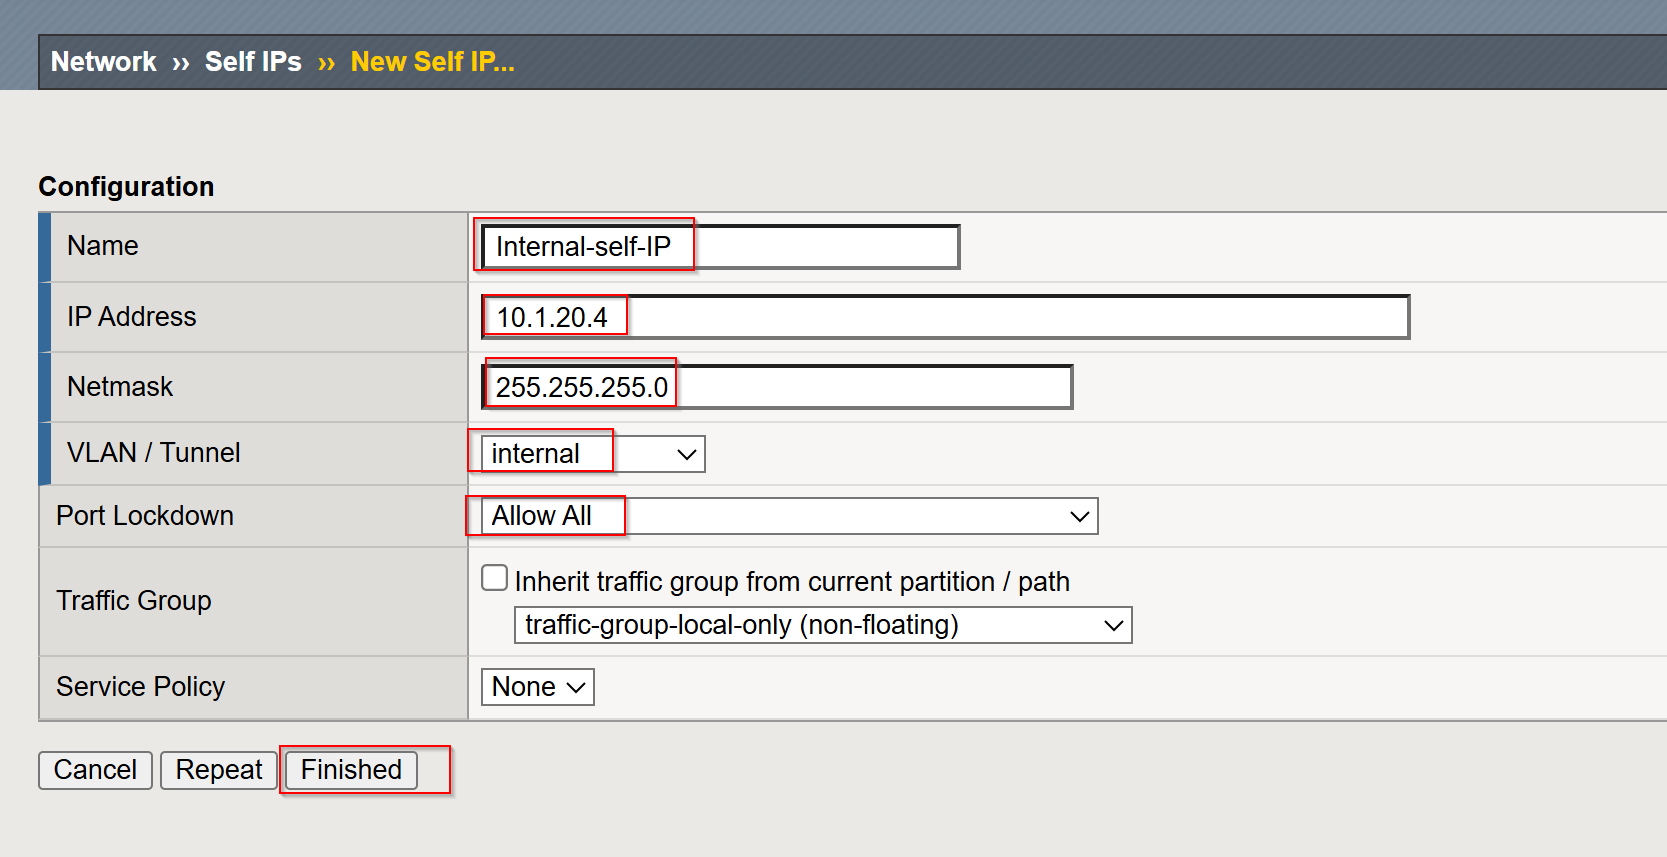 Network ›› Self IPs ›› New Self IP...
Configuration
Name Internal-self-IP
IP Address 10.1.20.4
Netmask 255.255.255.0
VLAN / Tunnel internal
Port Lockdown Allow All
Traffic Group Inherit traffic group from current partition / path
traffic-group-local-only (non-floating)
Service Policy None
Cancel Repeat Finished